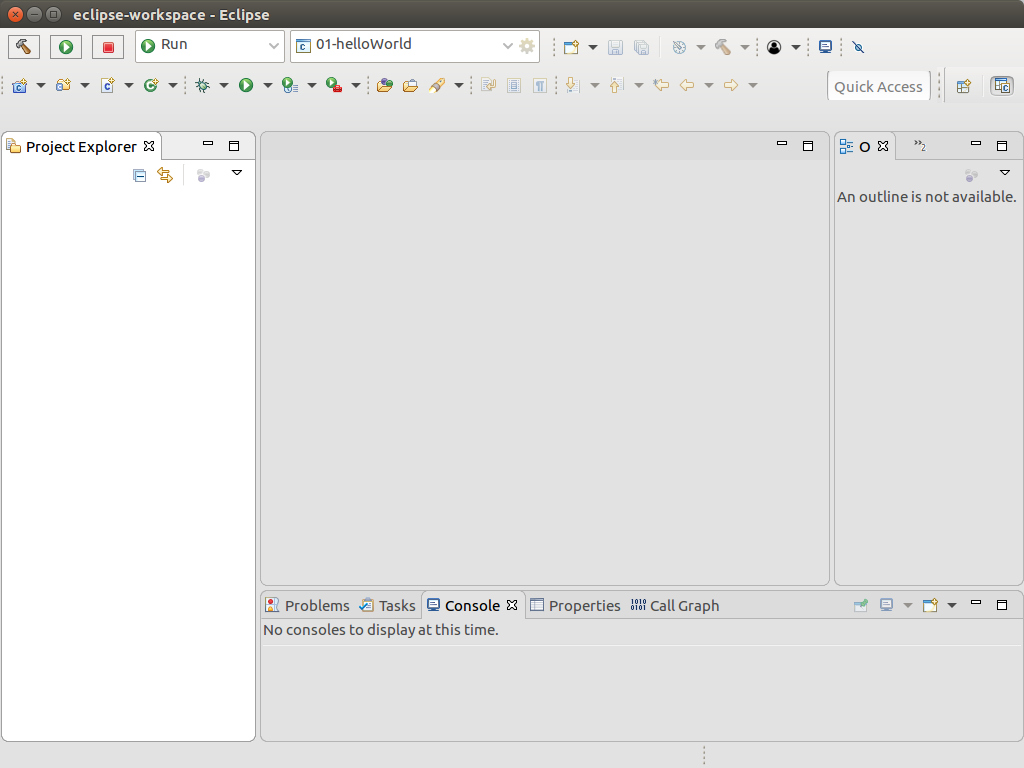 eclipse-workspace - Eclipse
Run
01-helloWorld
Quick Access
Project Explorer
O
»2
An outline is not available.
Problems
Tasks
Console
Properties
Call Graph
No consoles to display at this time.